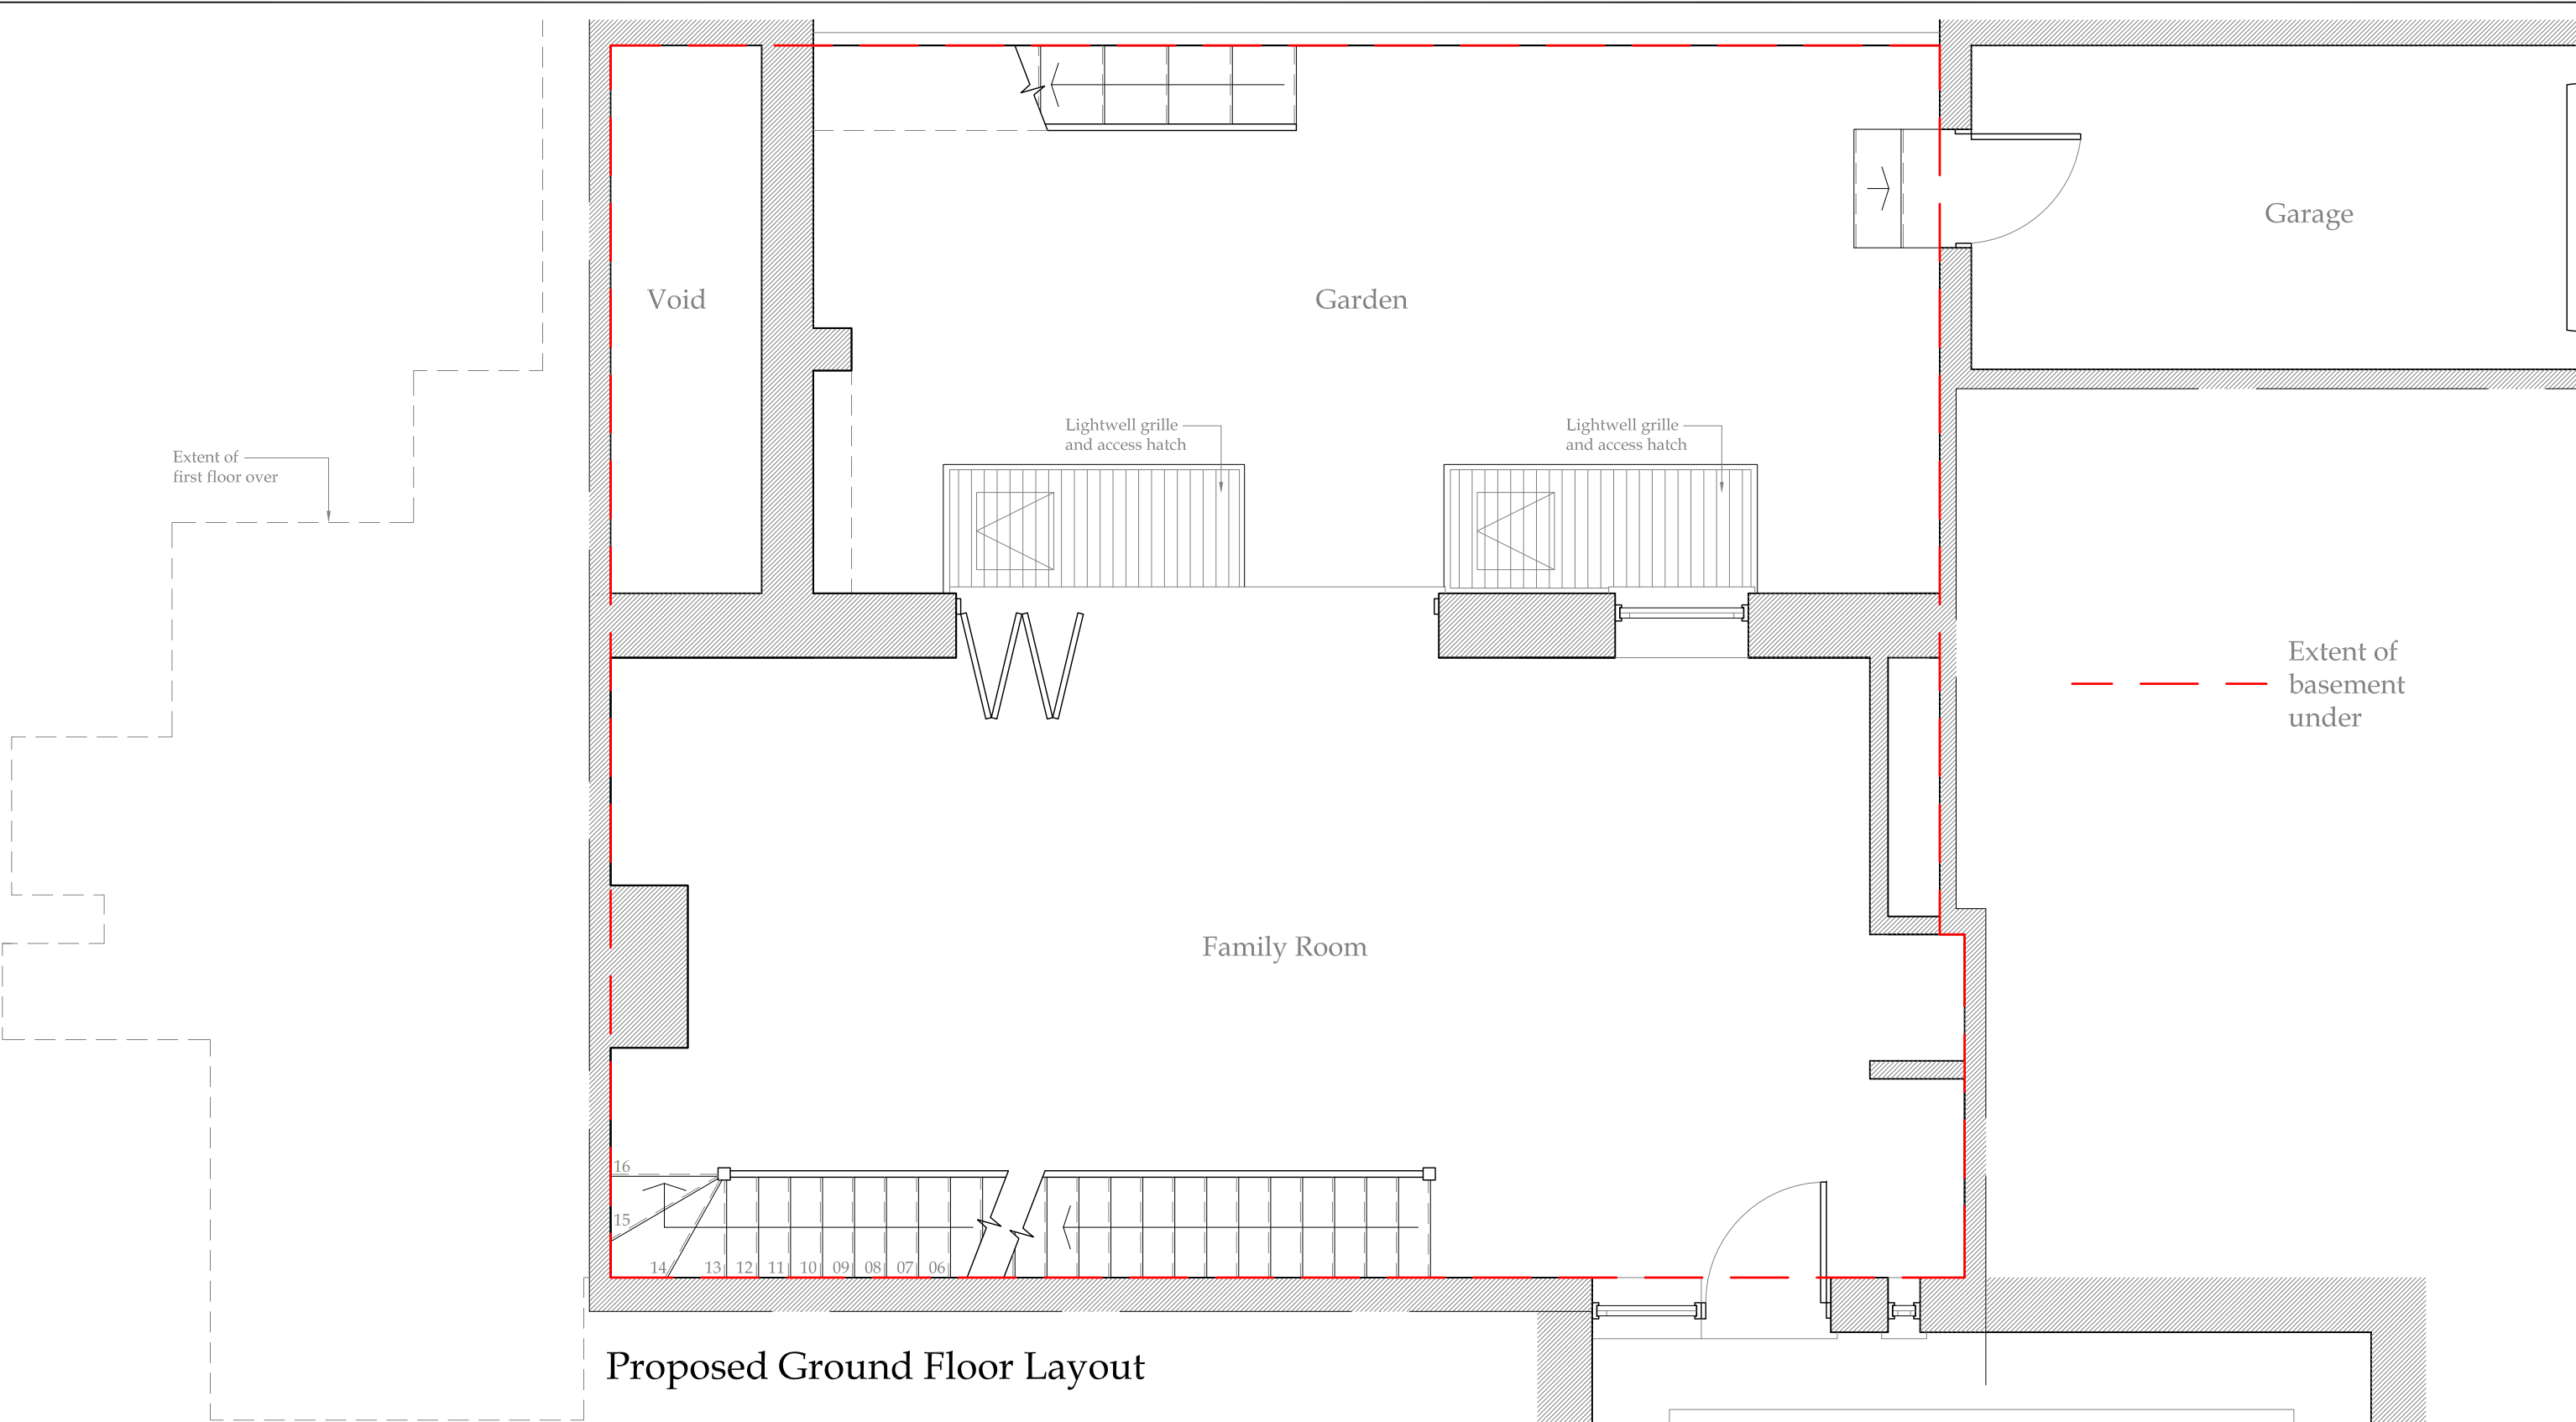 Garage
Void
Garden
Lightwell grille
and access hatch
Lightwell grille
and access hatch
Extent of
first floor over
Extent of
basement
under
Family Room
16
15
14
13
12
11
10
09
08
07
06
Proposed Ground Floor Layout